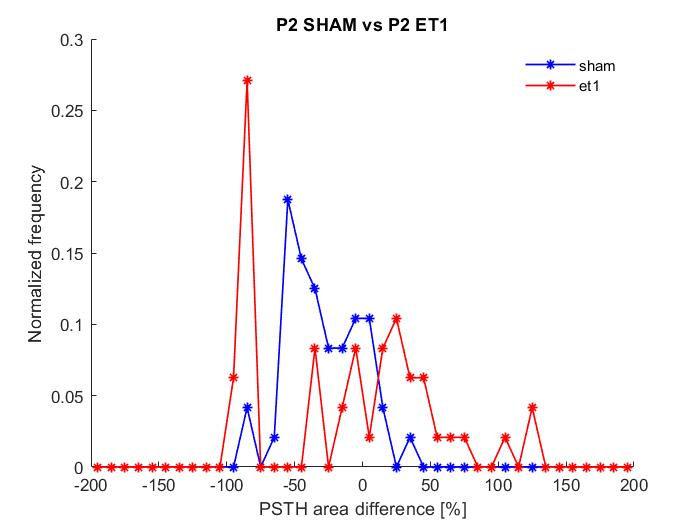 P2 SHAM vs P2 ET1
sham
et1
Normalized frequency
0.3
0.25
0.2
0.15
0.1
0.05
0
-200 -150 -100 -50 0 50 100 150 200
PSTH area difference [%]